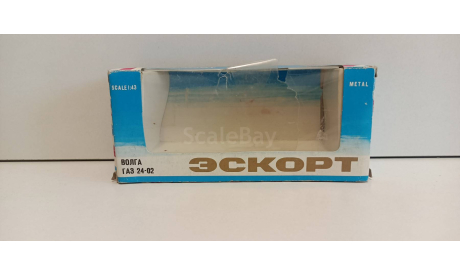 SCALE 1:43
METAL
ScaleBay
ВОЛГА
ГАЗ 24-02
ЭСКОРТ